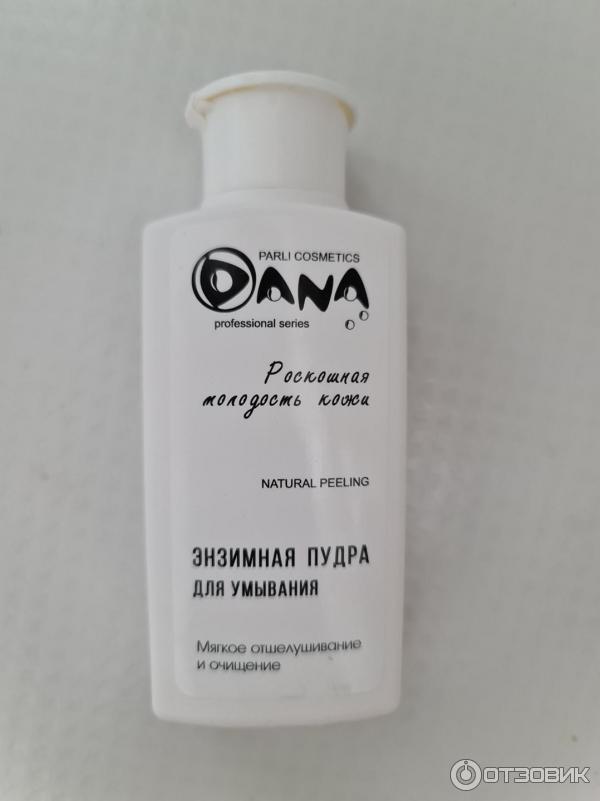 PARLI COSMETICS
DANA
professional series
Роскошная
молодость кожи
NATURAL PEELING
ЭНЗИМНАЯ ПУДРА
ДЛЯ УМЫВАНИЯ
Мягкое отшелушивание
и очищение
ОТЗОВИК